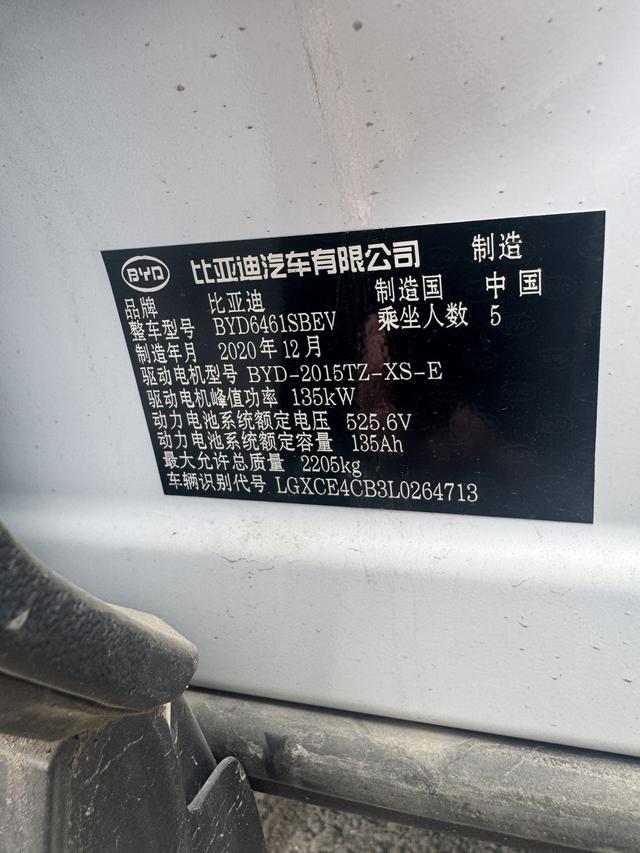 BYD 比亚迪汽车有限公司 制造
品牌 比亚迪 制造国 中国
整车型号 BYD6461SBEV 乘坐人数 5
制造年月 2020年12月
驱动电机型号 BYD-2015TZ-XS-E
驱动电机峰值功率 135kW
动力电池系统额定电压 525.6V
动力电池系统额定容量 135Ah
最大允许总质量 2205kg
车辆识别代号 LGXCE4CB3L0264713